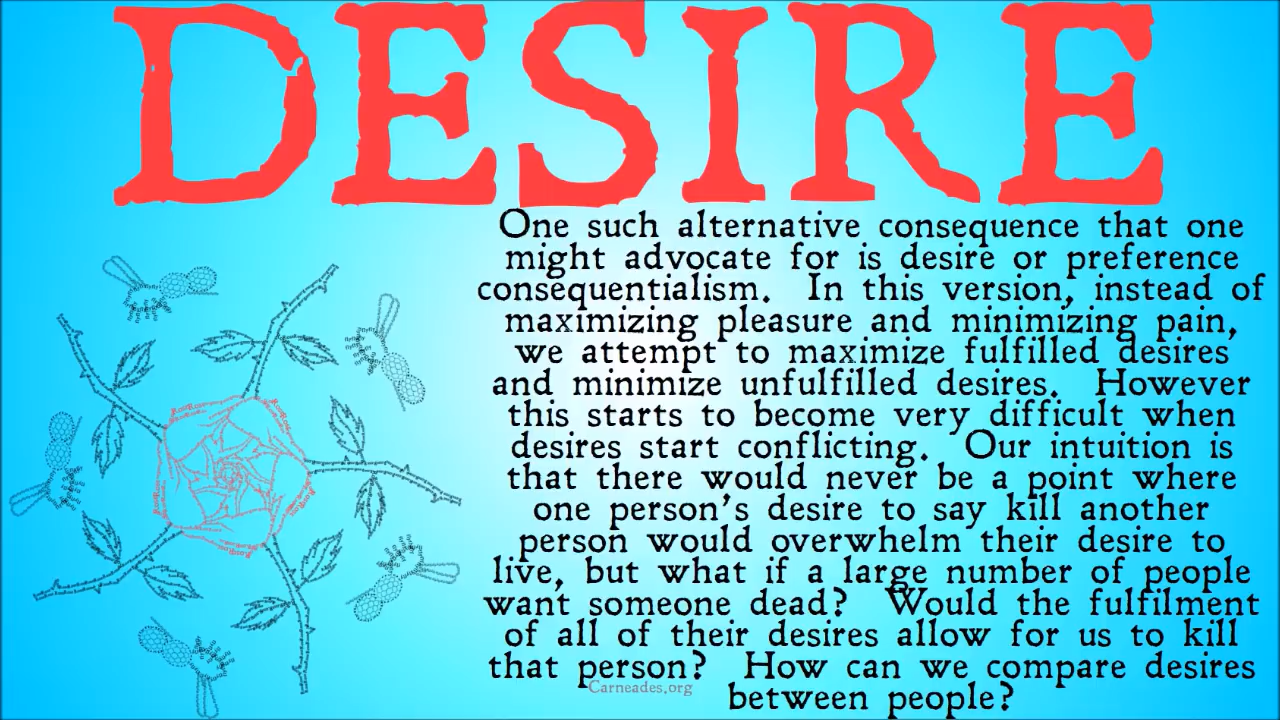 DESIRE
One such alternative consequence that one
might advocate for is desire or preference
consequentialism. In this version, instead of
maximizing pleasure and minimizing pain,
we attempt to maximize fulfilled desires
and minimize unfulfilled desires. However
this starts to become very difficult when
desires start conflicting. Our intuition is
that there would never be a point where
one person's desire to say kill another
person would overwhelm their desire to
live, but what if a large number of people
want someone dead? Would the fulfilment
of all of their desires allow for us to kill
that person? How can we compare desires
between people?
Carneades.org